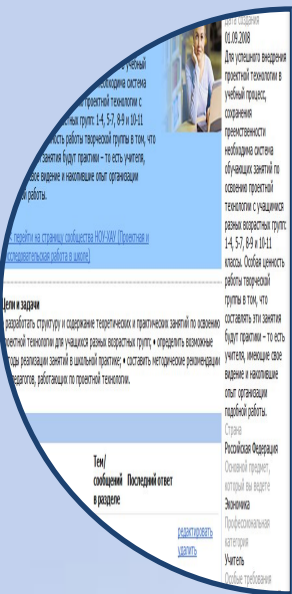 учебный
необходима система
проектной технологии с
групп: 1-4, 5-7, 8-9 и 10-11
работы творческой группы в том, что
занятия будут практики – то есть учителя,
свое видение и накопившие опыт организации
работы.
перейти на страницу сообщества НОУ-ХАУ (Проектная и
исследовательская работа в школе)
Цели и задачи
разработать структуру и содержание теоретических и практических занятий по освоению
проектной технологии для учащихся разных возрастных групп; • определить возможные
реализации занятий в школьной практике; • составить методические рекомендации
педагогов, работающих по проектной технологии.
Тем/
сообщений Последний ответ
в разделе
редактировать
удалить
Дата создания
01.09.2008
Для успешного внедрения
проектной технологии в
учебный процесс,
сохранения
преемственности
необходима система
обучающих занятий по
освоению проектной
технологии с учащимися
разных возрастных групп:
1-4, 5-7, 8-9 и 10-11
классы. Особая ценность
работы творческой
группы в том, что
составлять эти занятия
будут практики – то есть
учителя, имеющие свое
видение и накопившие
опыт организации
подобной работы.
Страна
Российская Федерация
Основной предмет,
который вы ведете
Экономика
Профессиональная
категория
Учитель
Особые требования